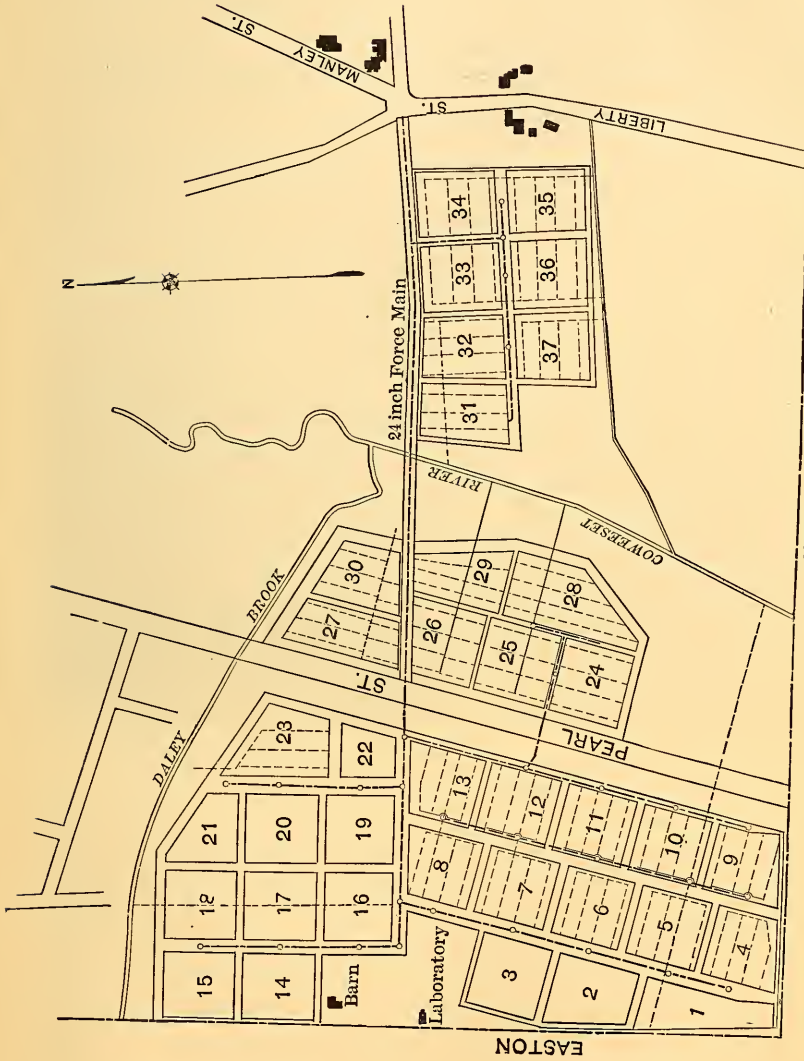 N
MANLEY ST.
ST.
LIBERTY
24 inch Force Main
34
33
32
31
35
36
37
RIVER
COWEESET
DALEY
BROOK
30
27
29
26
28
25
24
ST.
PEARL
23
22
21
20
19
18
17
16
15
14
Barn
Laboratory
13
12
11
10
9
8
7
6
5
4
3
2
1
EASTON